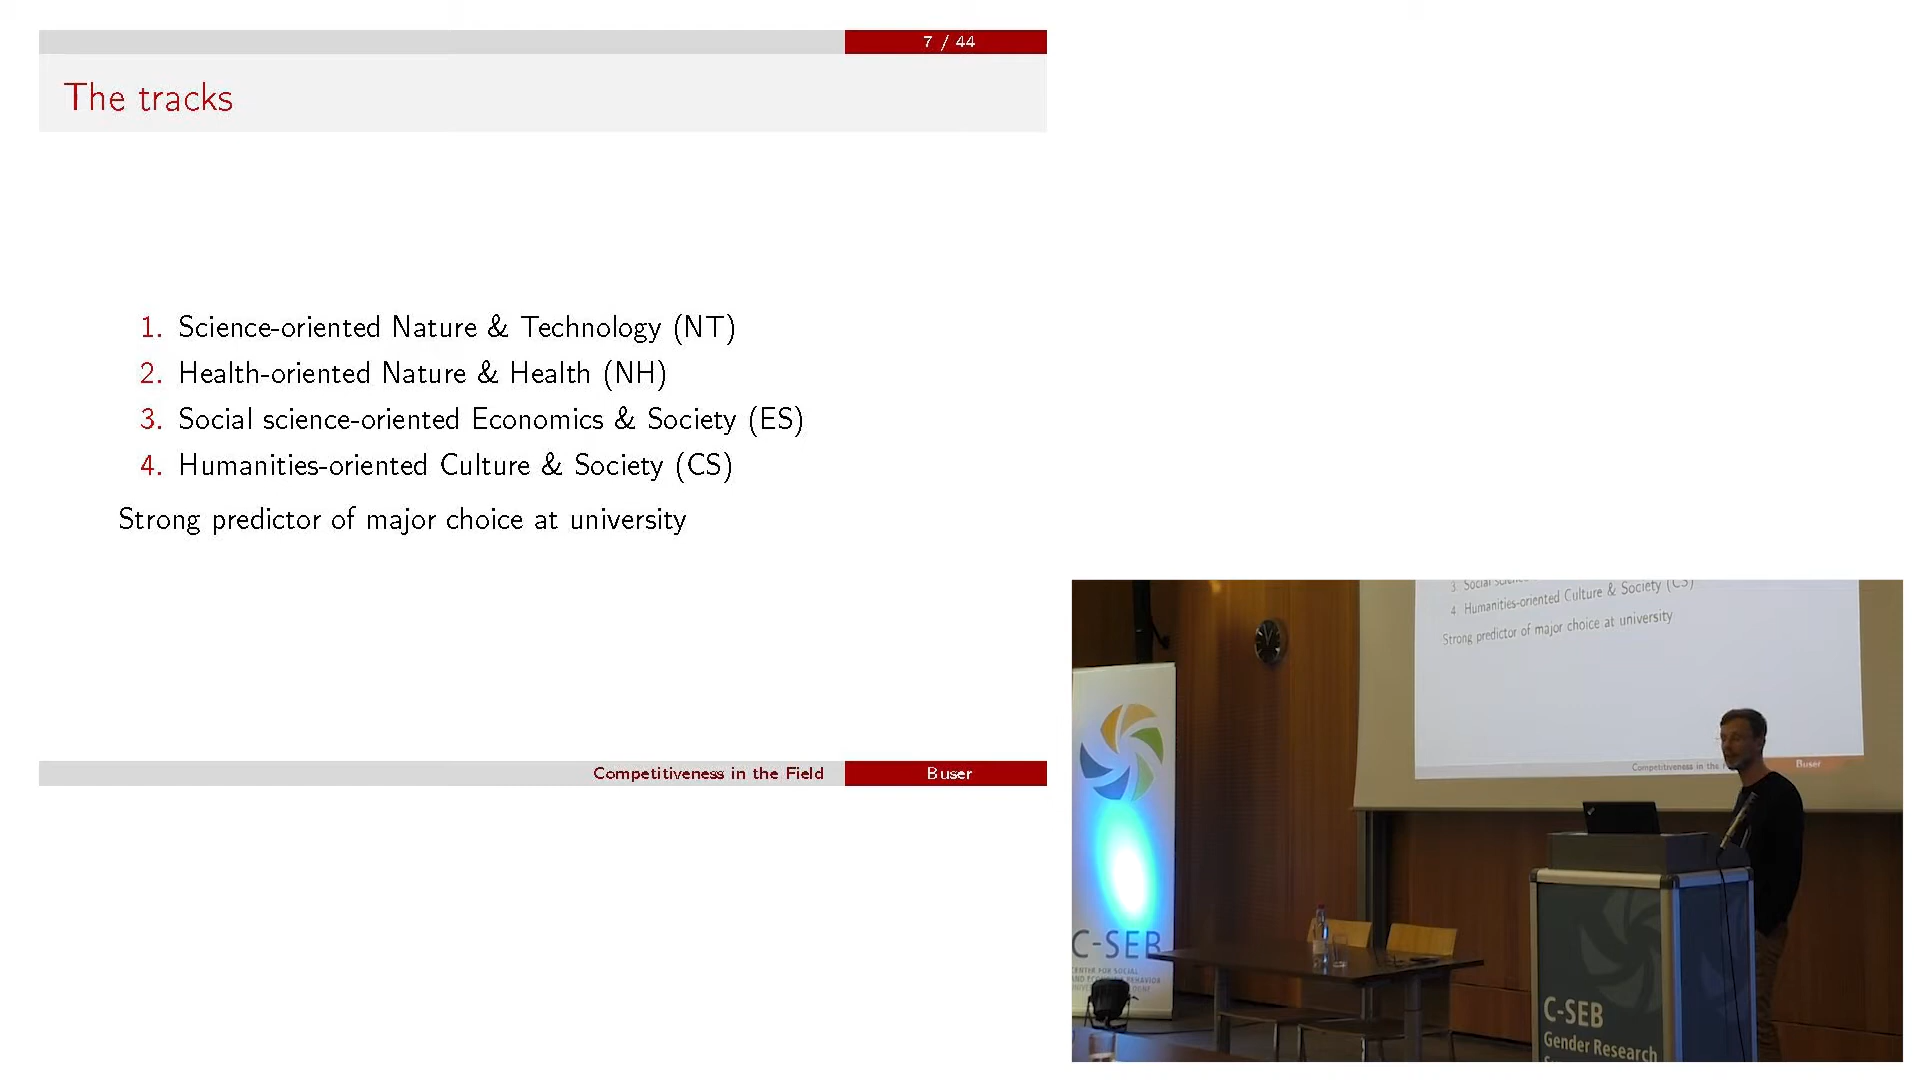 7 / 44
The tracks
1. Science-oriented Nature & Technology (NT)
2. Health-oriented Nature & Health (NH)
3. Social science-oriented Economics & Society (ES)
4. Humanities-oriented Culture & Society (CS)
Strong predictor of major choice at university
Competitiveness in the Field
Buser
3. Social
4. Humanities-oriented Culture & Society (CS)
Strong predictor of major choice at university
Competitiveness in the
Buser
C-SEB
CENTER FOR SOCIAL
C-SEB
Gender Research